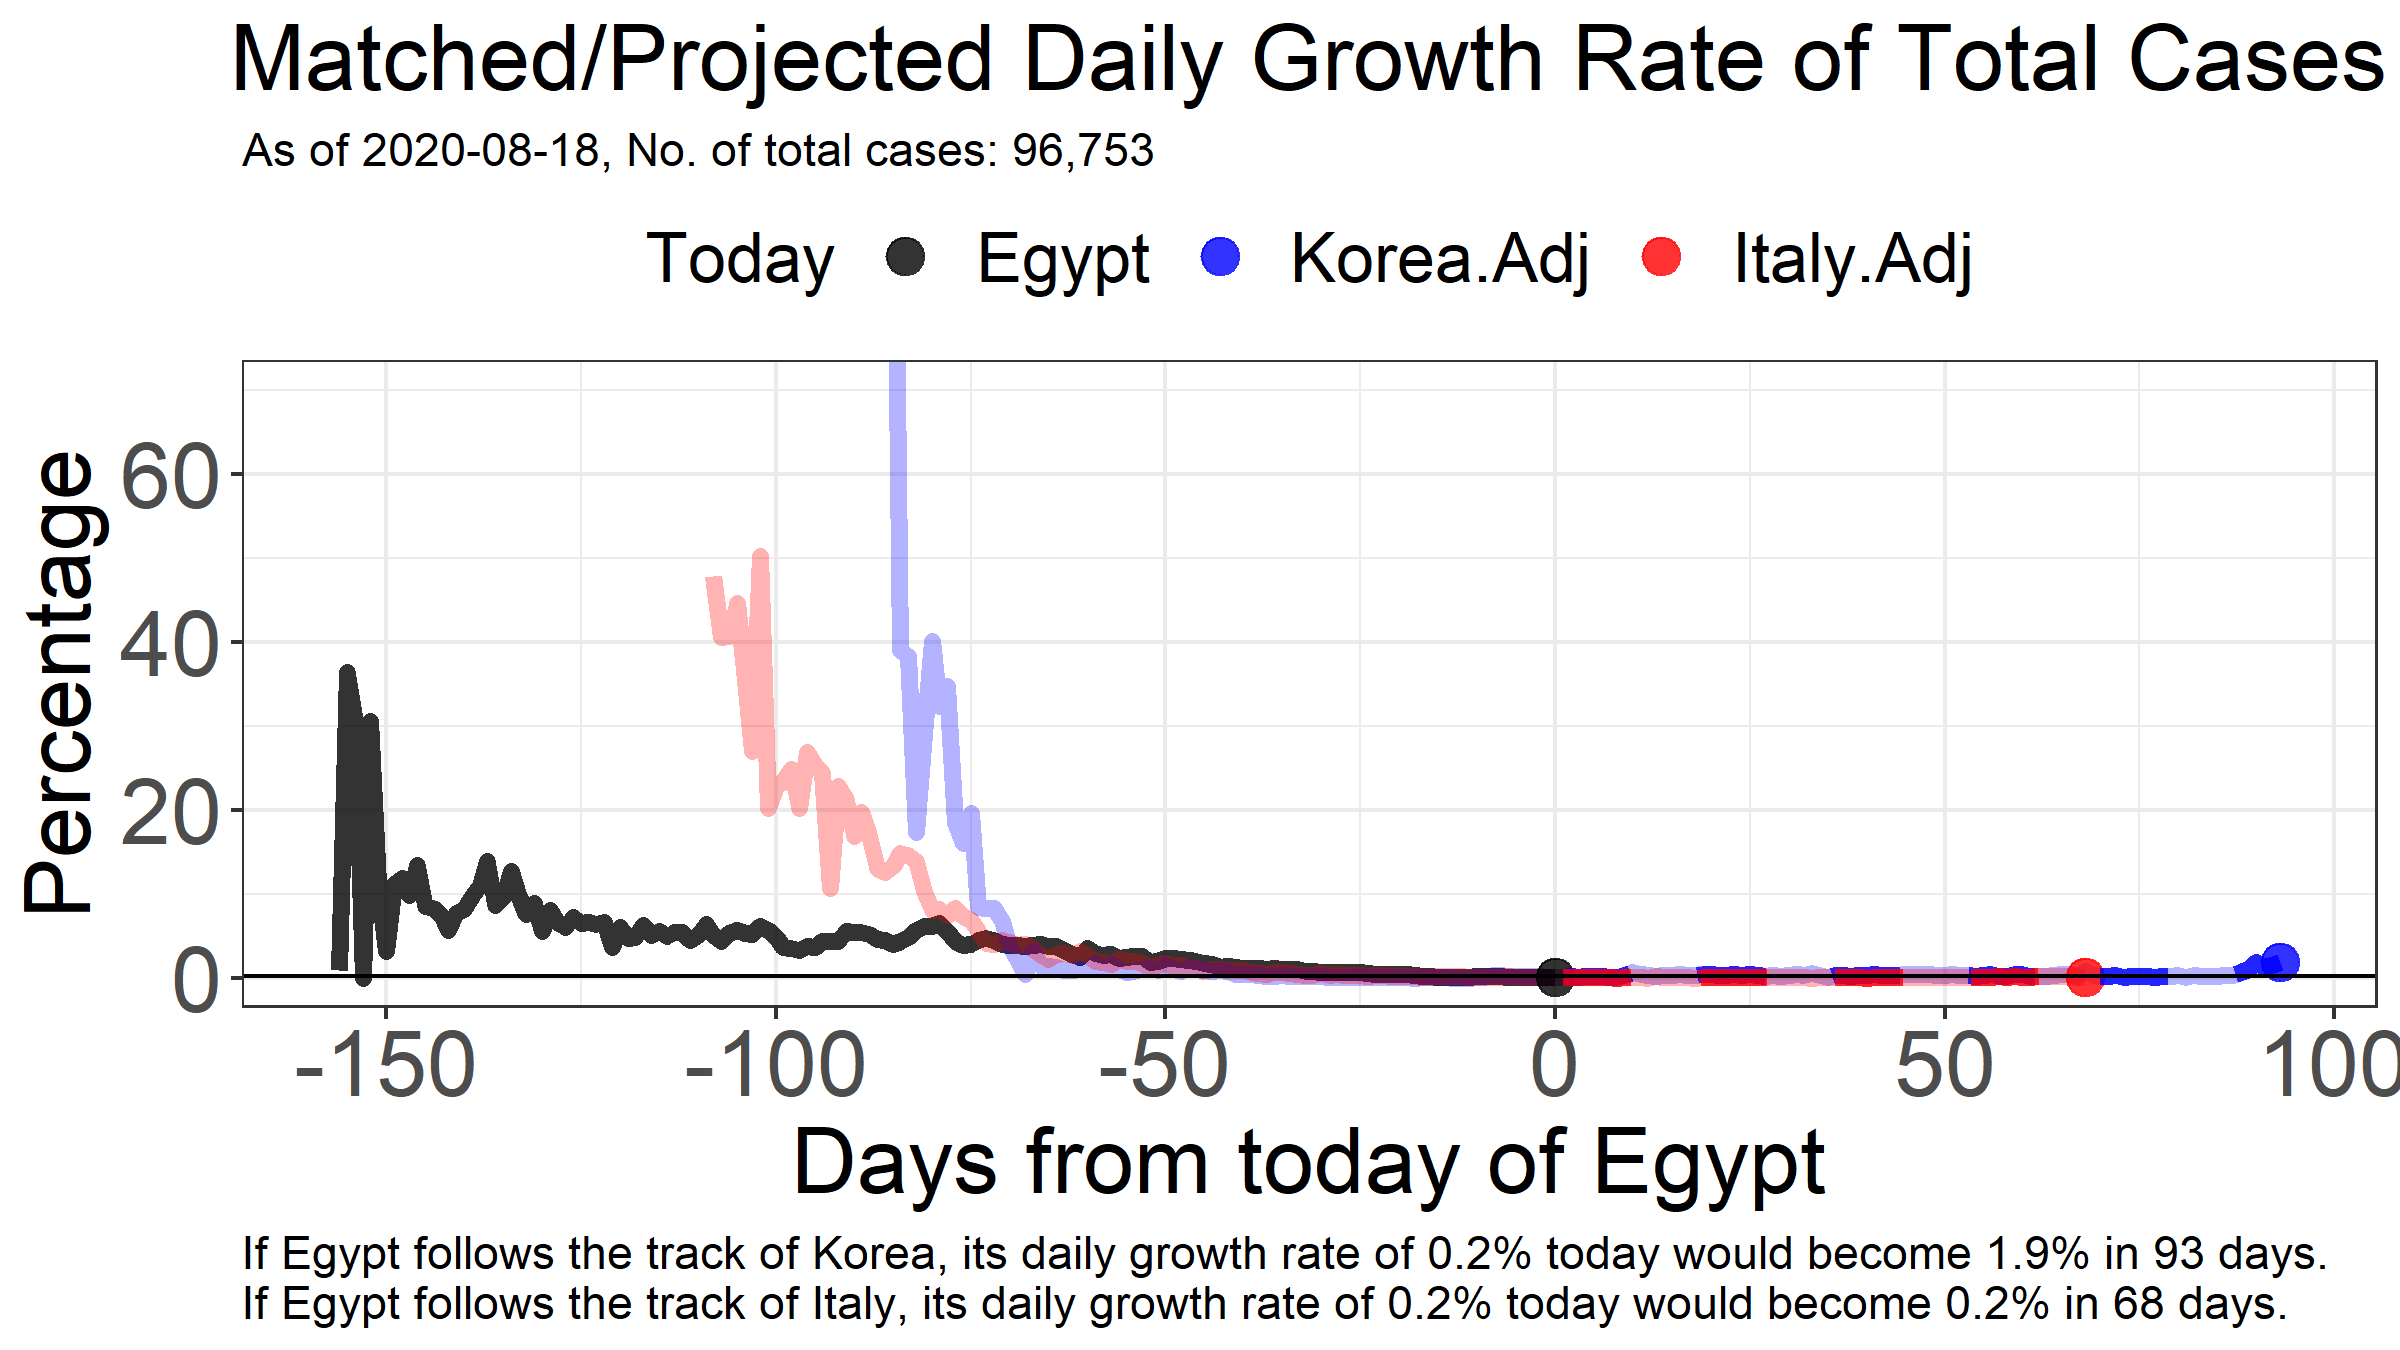 Matched/Projected Daily Growth Rate of Total Cases
As of 2020-08-18, No. of total cases: 96,753
Today Egypt Korea.Adj Italy.Adj
Percentage
60
40
20
0
-150 -100 -50 0 50 100
Days from today of Egypt
If Egypt follows the track of Korea, its daily growth rate of 0.2% today would become 1.9% in 93 days.
If Egypt follows the track of Italy, its daily growth rate of 0.2% today would become 0.2% in 68 days.